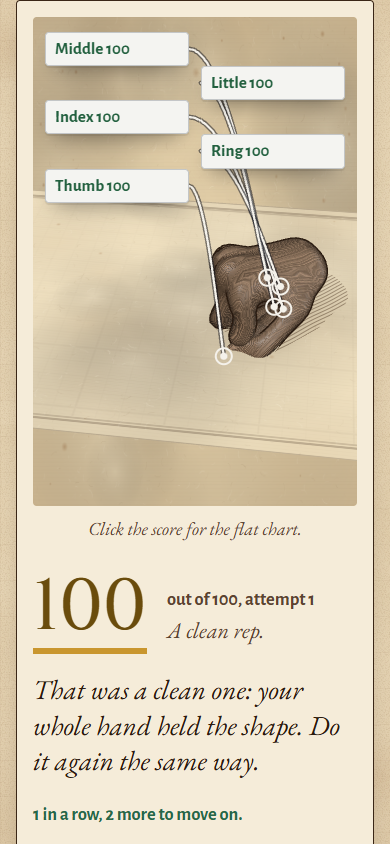 Middle 100
Little 100
Index 100
Ring 100
Thumb 100
Click the score for the flat chart.
100
out of 100, attempt 1
A clean rep.
That was a clean one: your
whole hand held the shape. Do
it again the same way.
1 in a row, 2 more to move on.